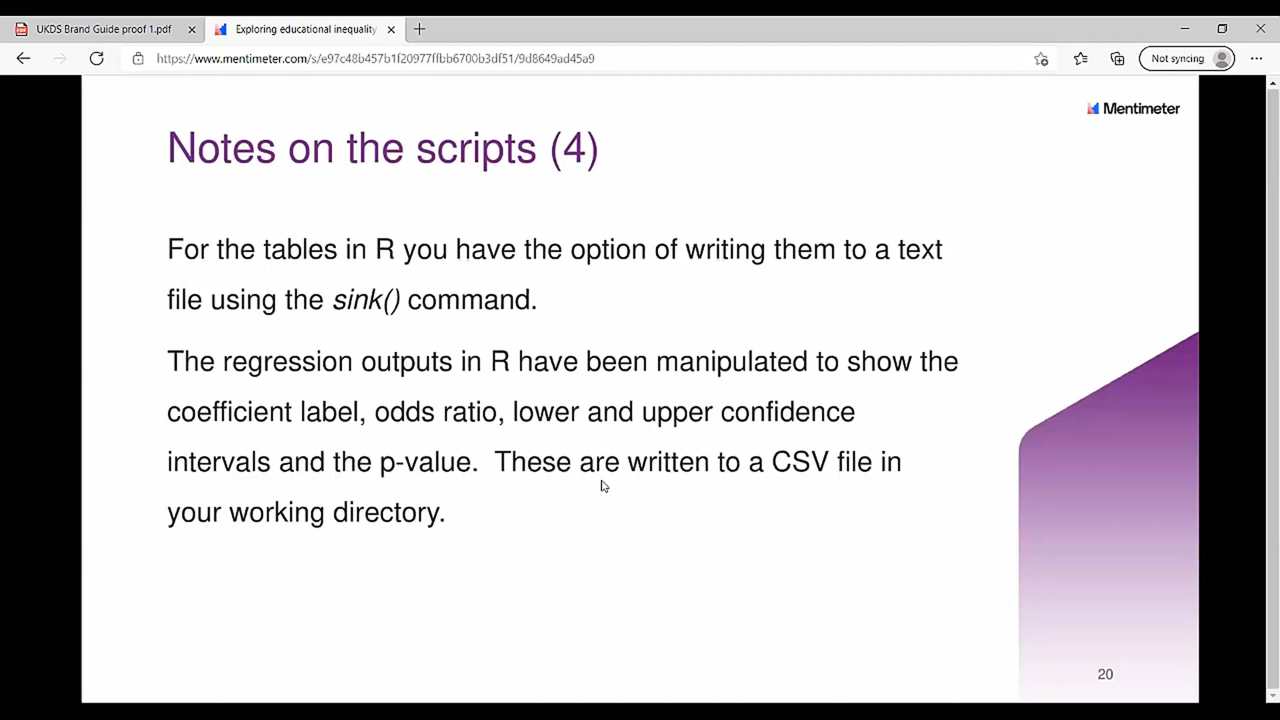 UKDS Brand Guide proof 1.pdf
Exploring educational inequality
https://www.mentimeter.com/s/e97c48b457b1f20977ffbb6700b3df51/9d8649ad45a9
Not syncing
Mentimeter
Notes on the scripts (4)
For the tables in R you have the option of writing them to a text
file using the sink() command.
The regression outputs in R have been manipulated to show the
coefficient label, odds ratio, lower and upper confidence
intervals and the p-value. These are written to a CSV file in
your working directory.
20